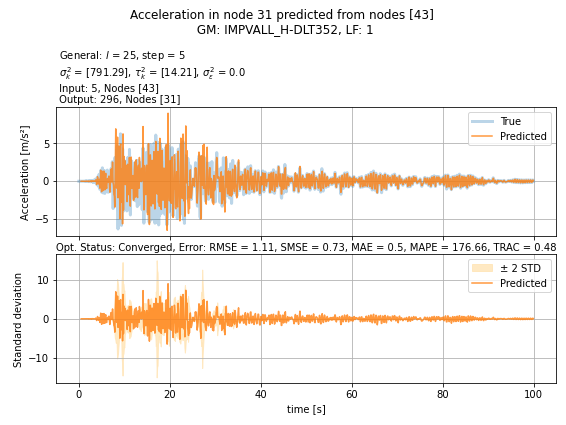 Acceleration in node 31 predicted from nodes [43]
GM: IMPVALL_H-DLT352, LF: 1
General: l = 25, step = 5
σ²ₖ = [791.29], τ²ₖ = [14.21], σ²_ε = 0.0
Input: 5, Nodes [43]
Output: 296, Nodes [31]
Acceleration [m/s²]
5
0
−5
True
Predicted
Opt. Status: Converged, Error: RMSE = 1.11, SMSE = 0.73, MAE = 0.5, MAPE = 176.66, TRAC = 0.48
Standard deviation
10
0
−10
± 2 STD
Predicted
0 20 40 60 80 100
time [s]